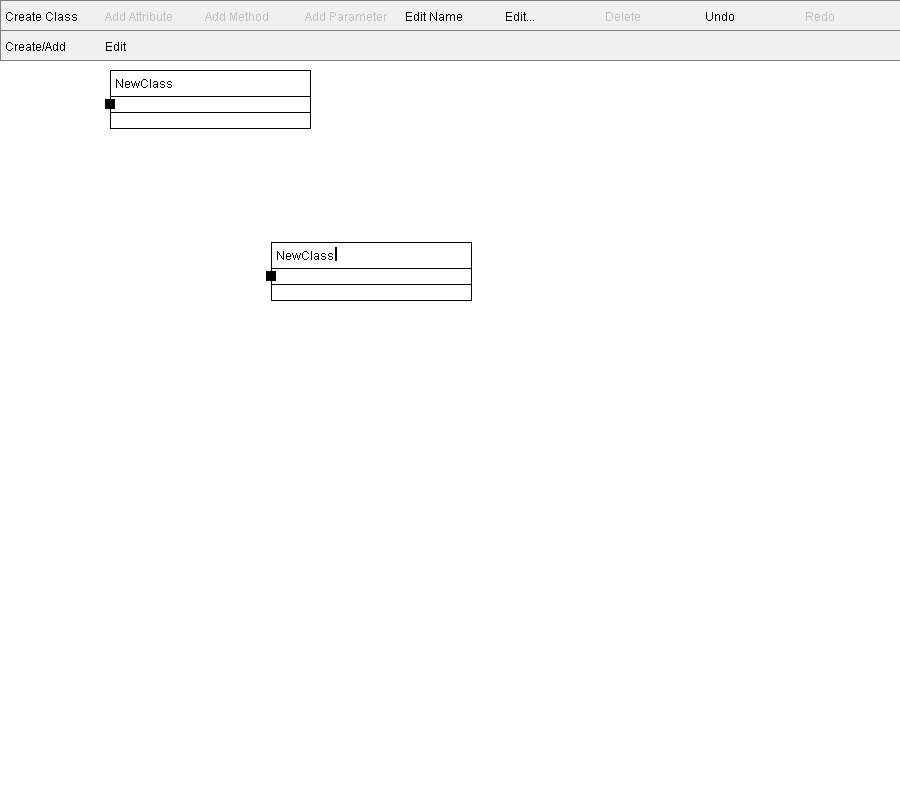 Create Class Add Attribute Add Method Add Parameter Edit Name Edit... Delete Undo Redo
Create/Add Edit
NewClass
NewClass